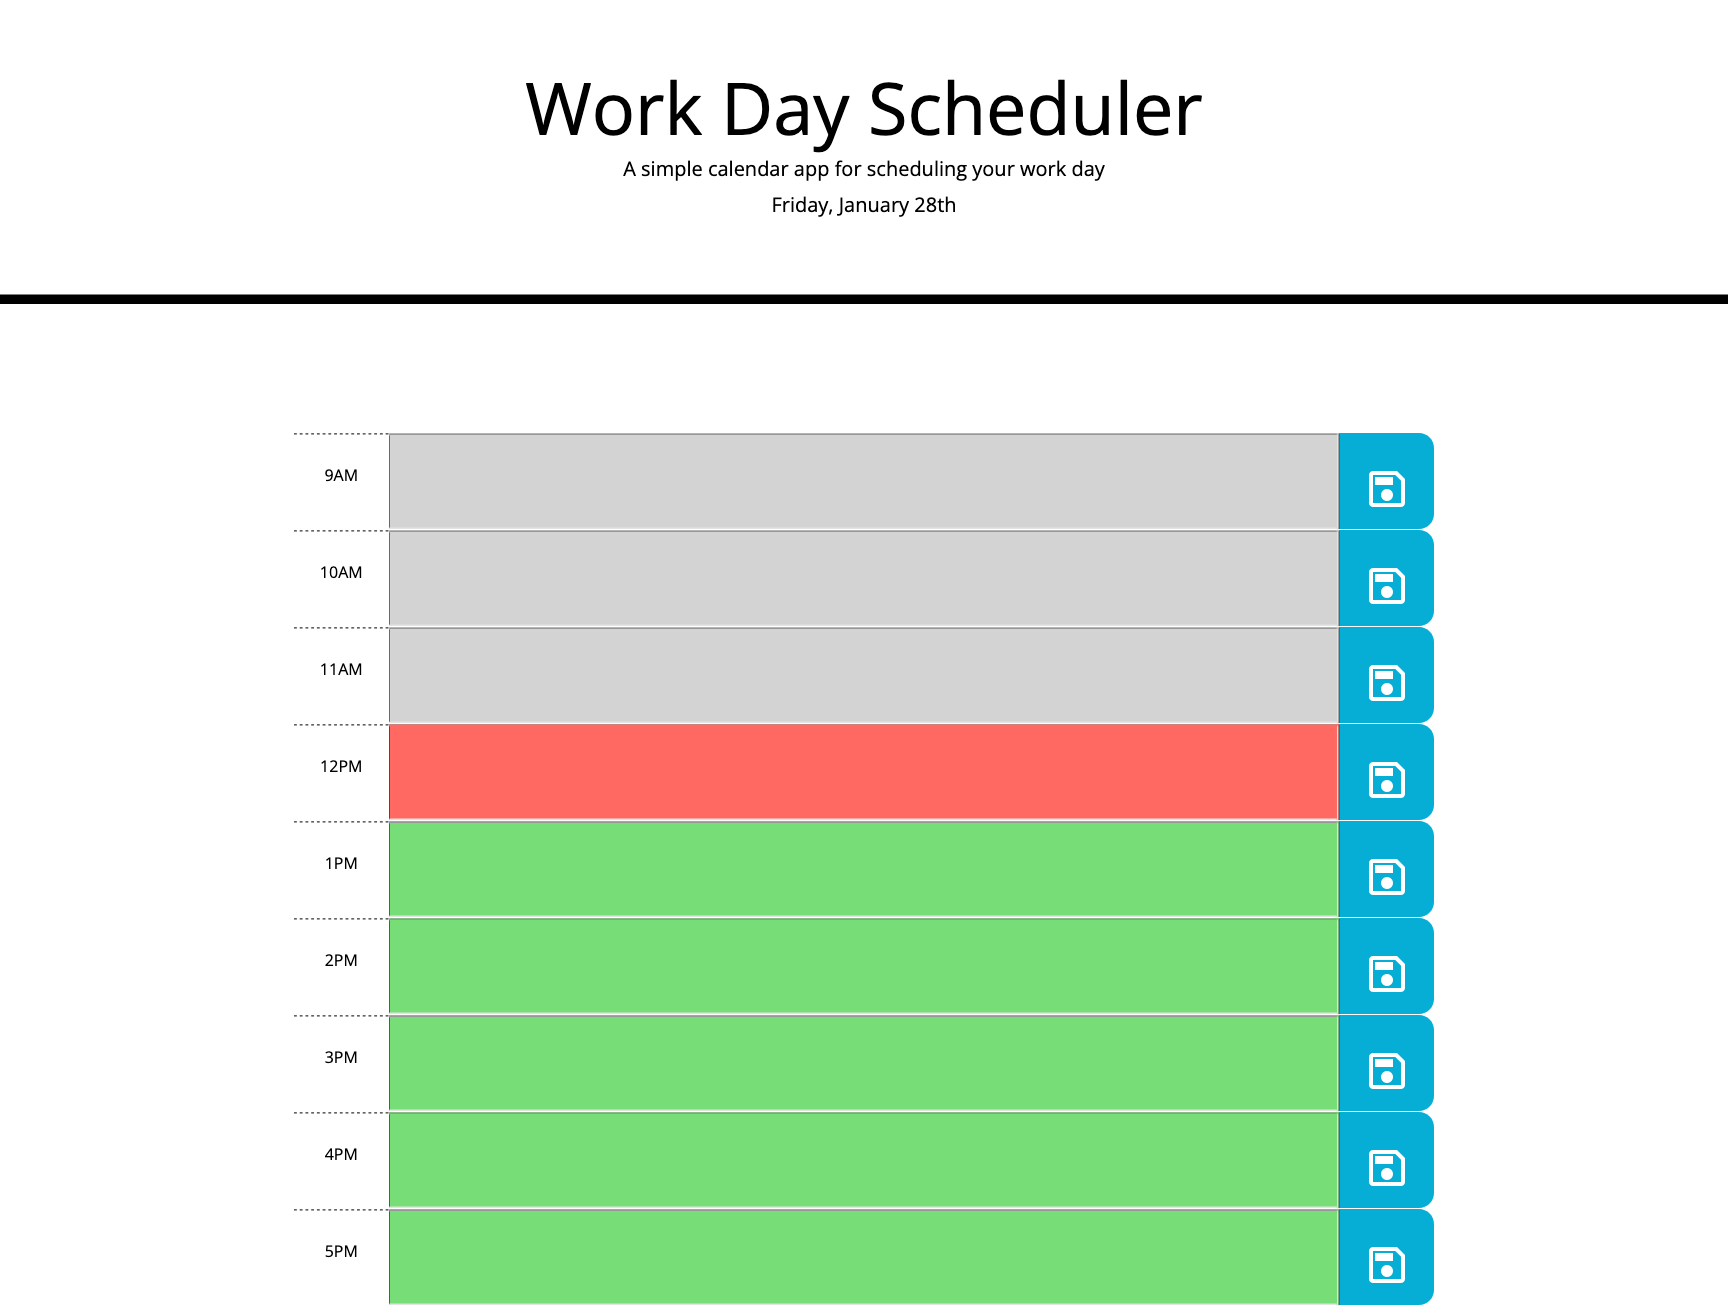 Work Day Scheduler
A simple calendar app for scheduling your work day
Friday, January 28th
9AM
10AM
11AM
12PM
1PM
2PM
3PM
4PM
5PM